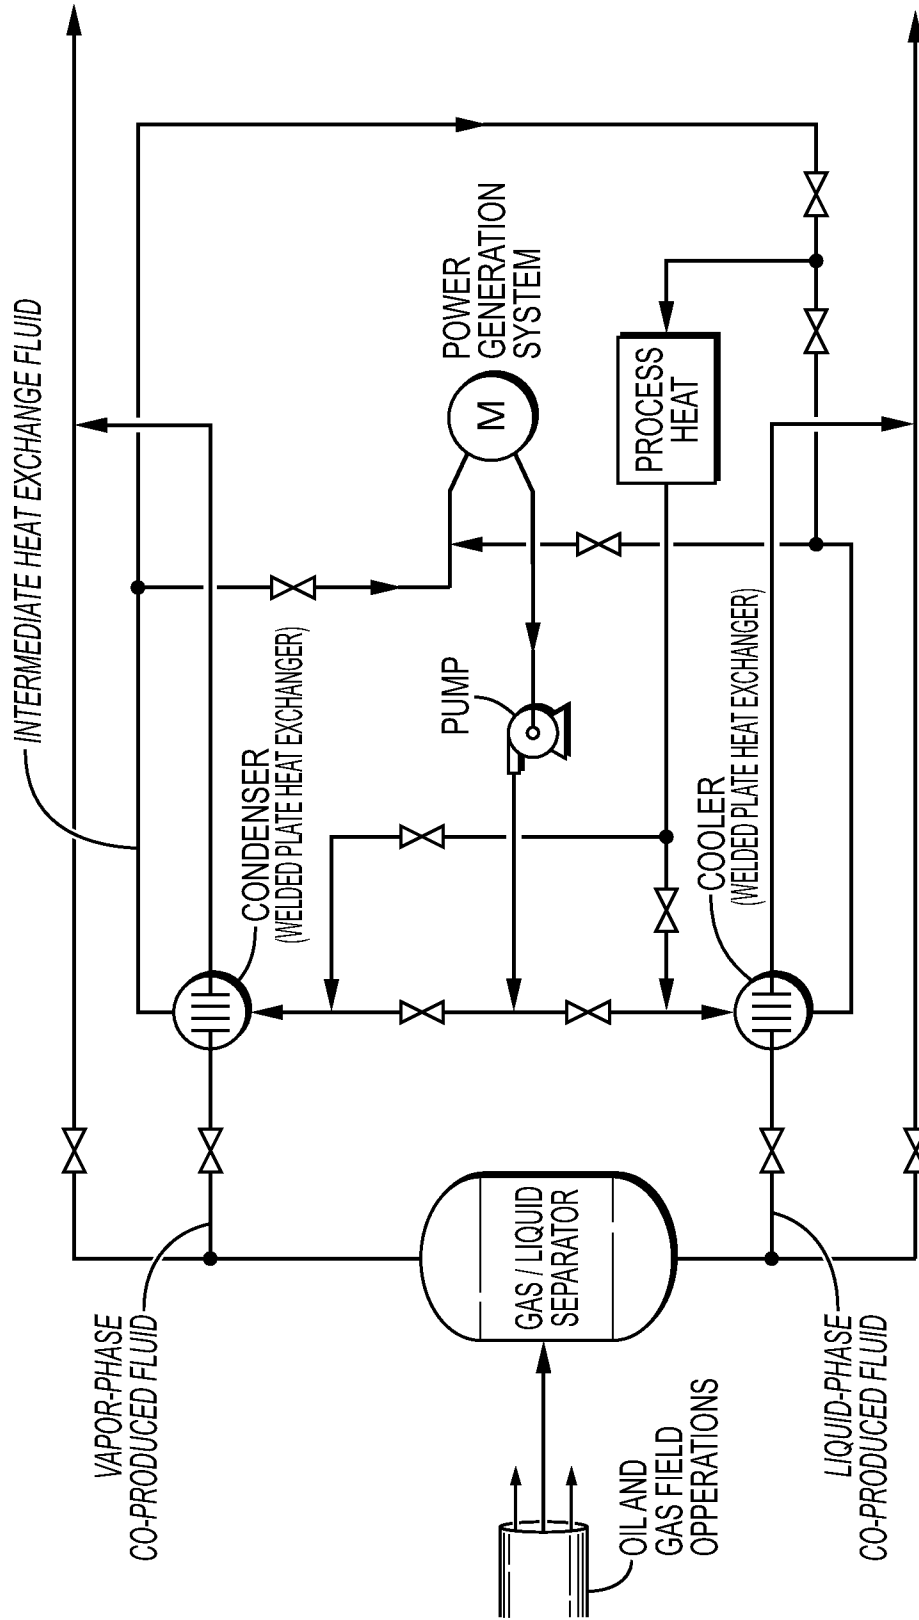 INTERMEDIATE HEAT EXCHANGE FLUID
VAPOR-PHASE
CO-PRODUCED FLUID
CONDENSER
(WELDED PLATE HEAT EXCHANGER)
POWER
GENERATION
SYSTEM
M
PUMP
GAS / LIQUID
SEPARATOR
PROCESS
HEAT
OIL AND
GAS FIELD
OPPERATIONS
COOLER
(WELDED PLATE HEAT EXCHANGER)
LIQUID-PHASE
CO-PRODUCED FLUID